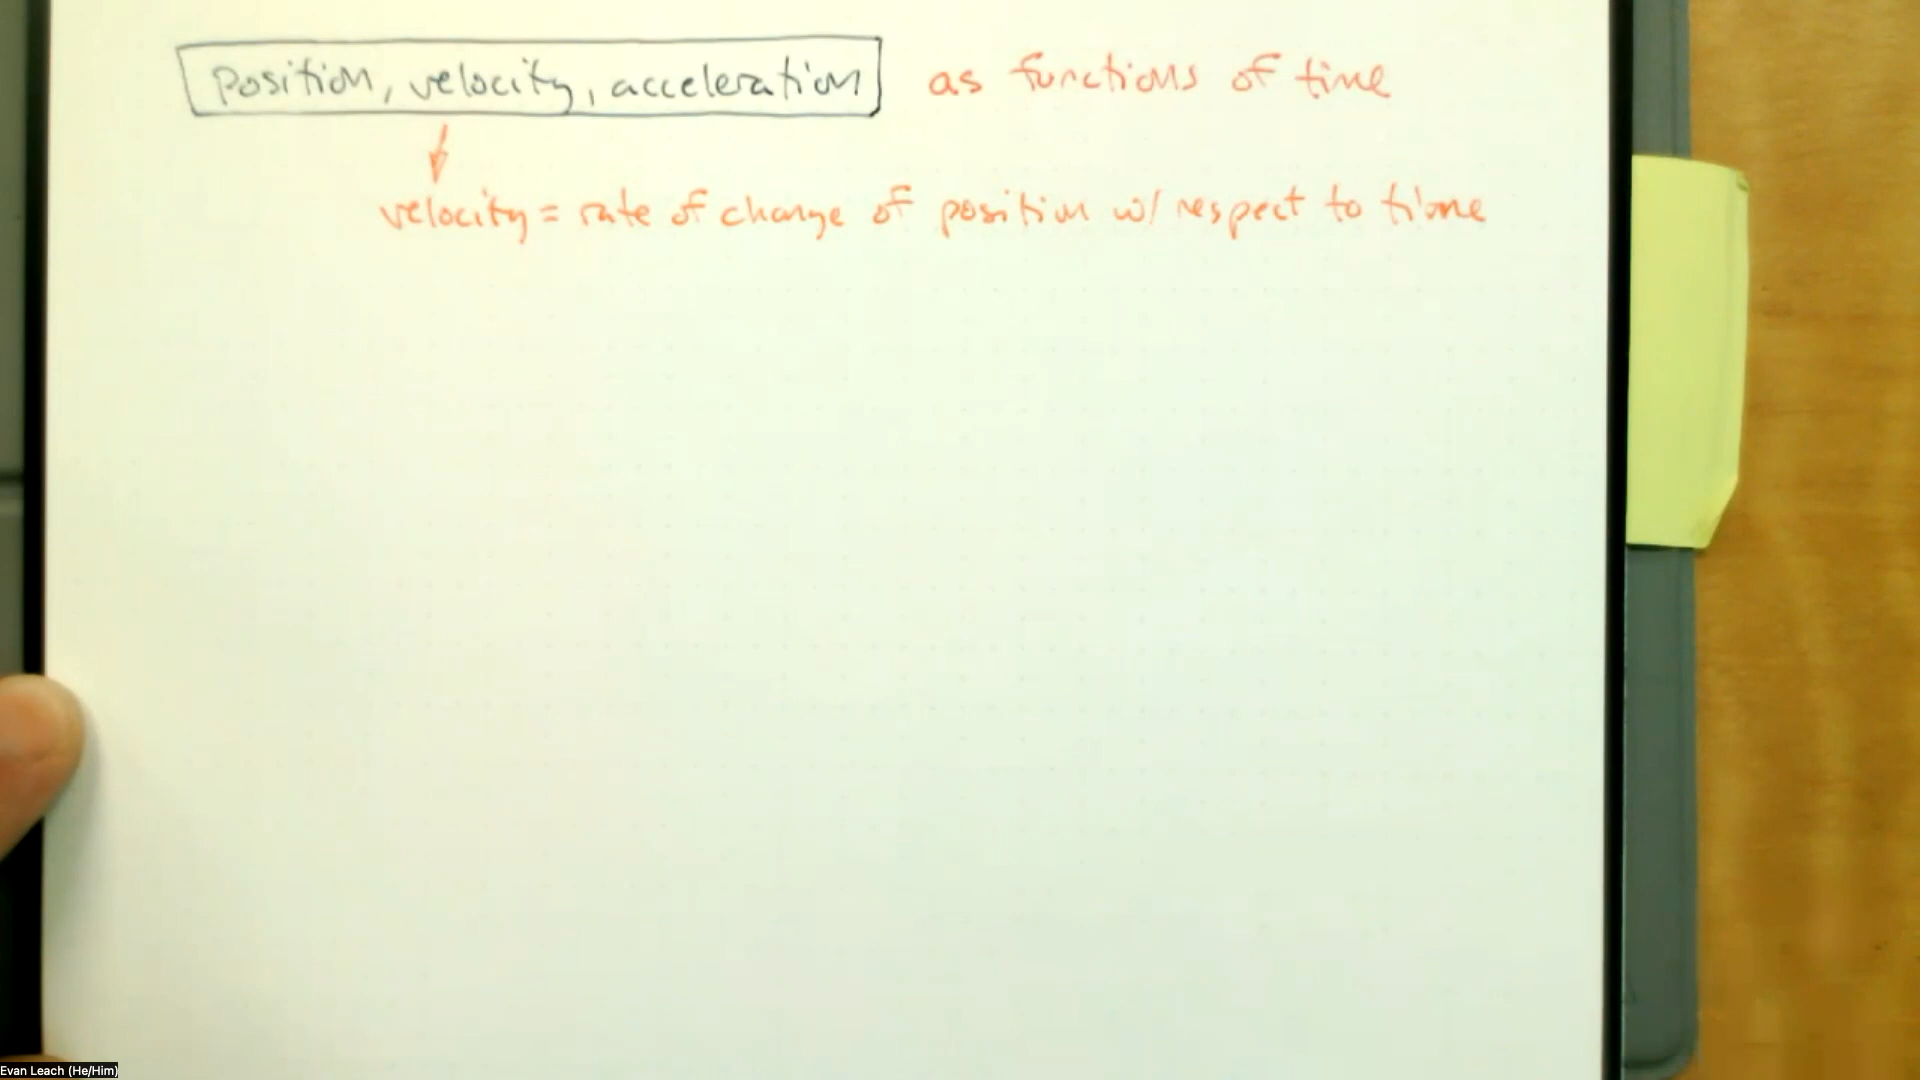 position, velocity, acceleration as functions of time
velocity = rate of change of position w/ respect to time
Evan Leach (He/Him)